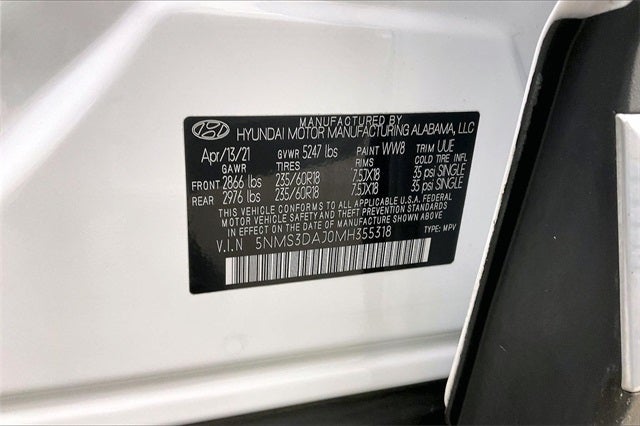 MANUFACTURED BY
HYUNDAI MOTOR MANUFACTURING ALABAMA, LLC
Apr/13/21 GVWR 5247 lbs PAINT WW8 TRIM UUE
GAWR TIRES RIMS COLD TIRE INFL
FRONT 2866 lbs 235/60R18 7.5JX18 35 psi SINGLE
REAR 2976 lbs 235/60R18 7.5JX18 35 psi SINGLE
THIS VEHICLE CONFORMS TO ALL APPLICABLE U.S.A. FEDERAL
MOTOR VEHICLE SAFETY AND THEFT PREVENTION STANDARDS
IN EFFECT ON THE DATE OF MANUFACTURE SHOWN ABOVE.
V.I.N 5NMS3DAJ0MH355318 TYPE: MPV